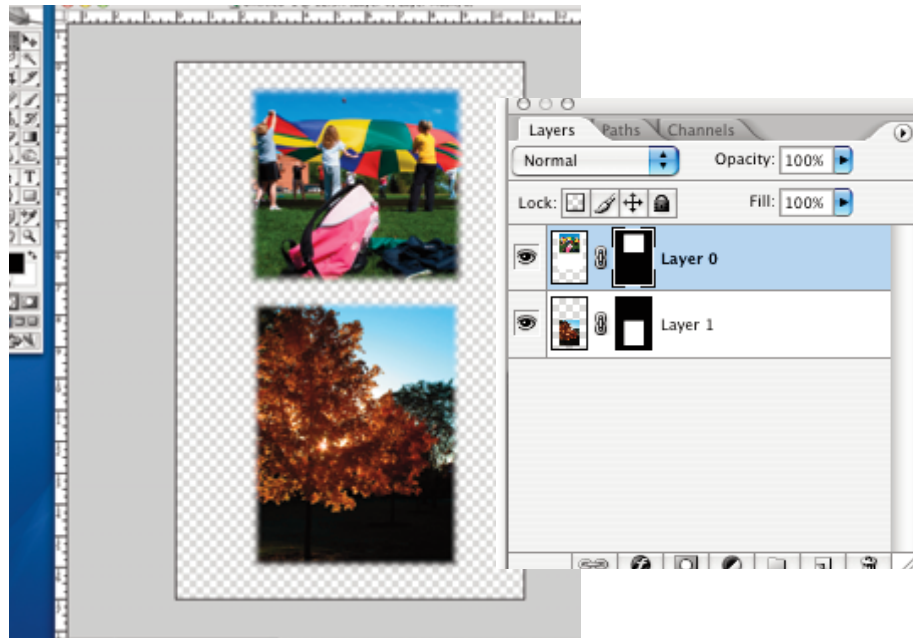 Layers Paths Channels
Normal Opacity: 100%
Lock: Fill: 100%
Layer 0
Layer 1